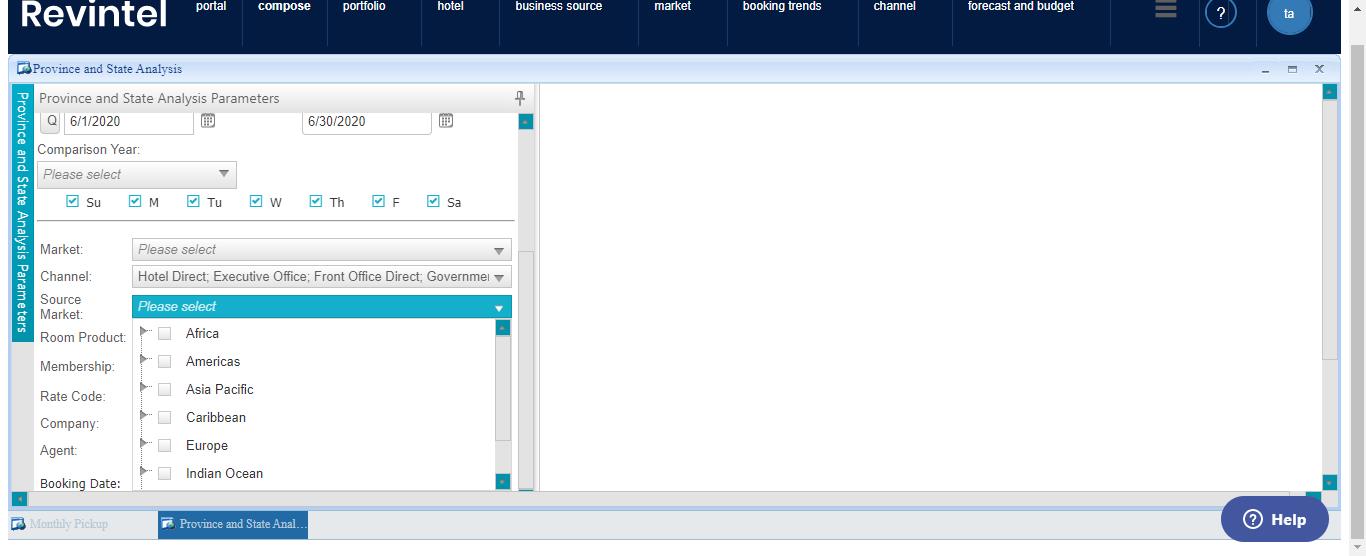 Revintel
portal
compose
portfolio
hotel
business source
market
booking trends
channel
forecast and budget
?
ta
Province and State Analysis
Province and State Analysis Parameters
Province and State Analysis Parameters
Q
6/1/2020
6/30/2020
Comparison Year:
Please select
Su
M
Tu
W
Th
F
Sa
Market:
Please select
Channel:
Hotel Direct; Executive Office; Front Office Direct; Governmen
Source
Market:
Please select
Room Product:
Africa
Americas
Membership:
Asia Pacific
Rate Code:
Caribbean
Company:
Europe
Agent:
Indian Ocean
Booking Date:
Monthly Pickup
Province and State Anal...
? Help